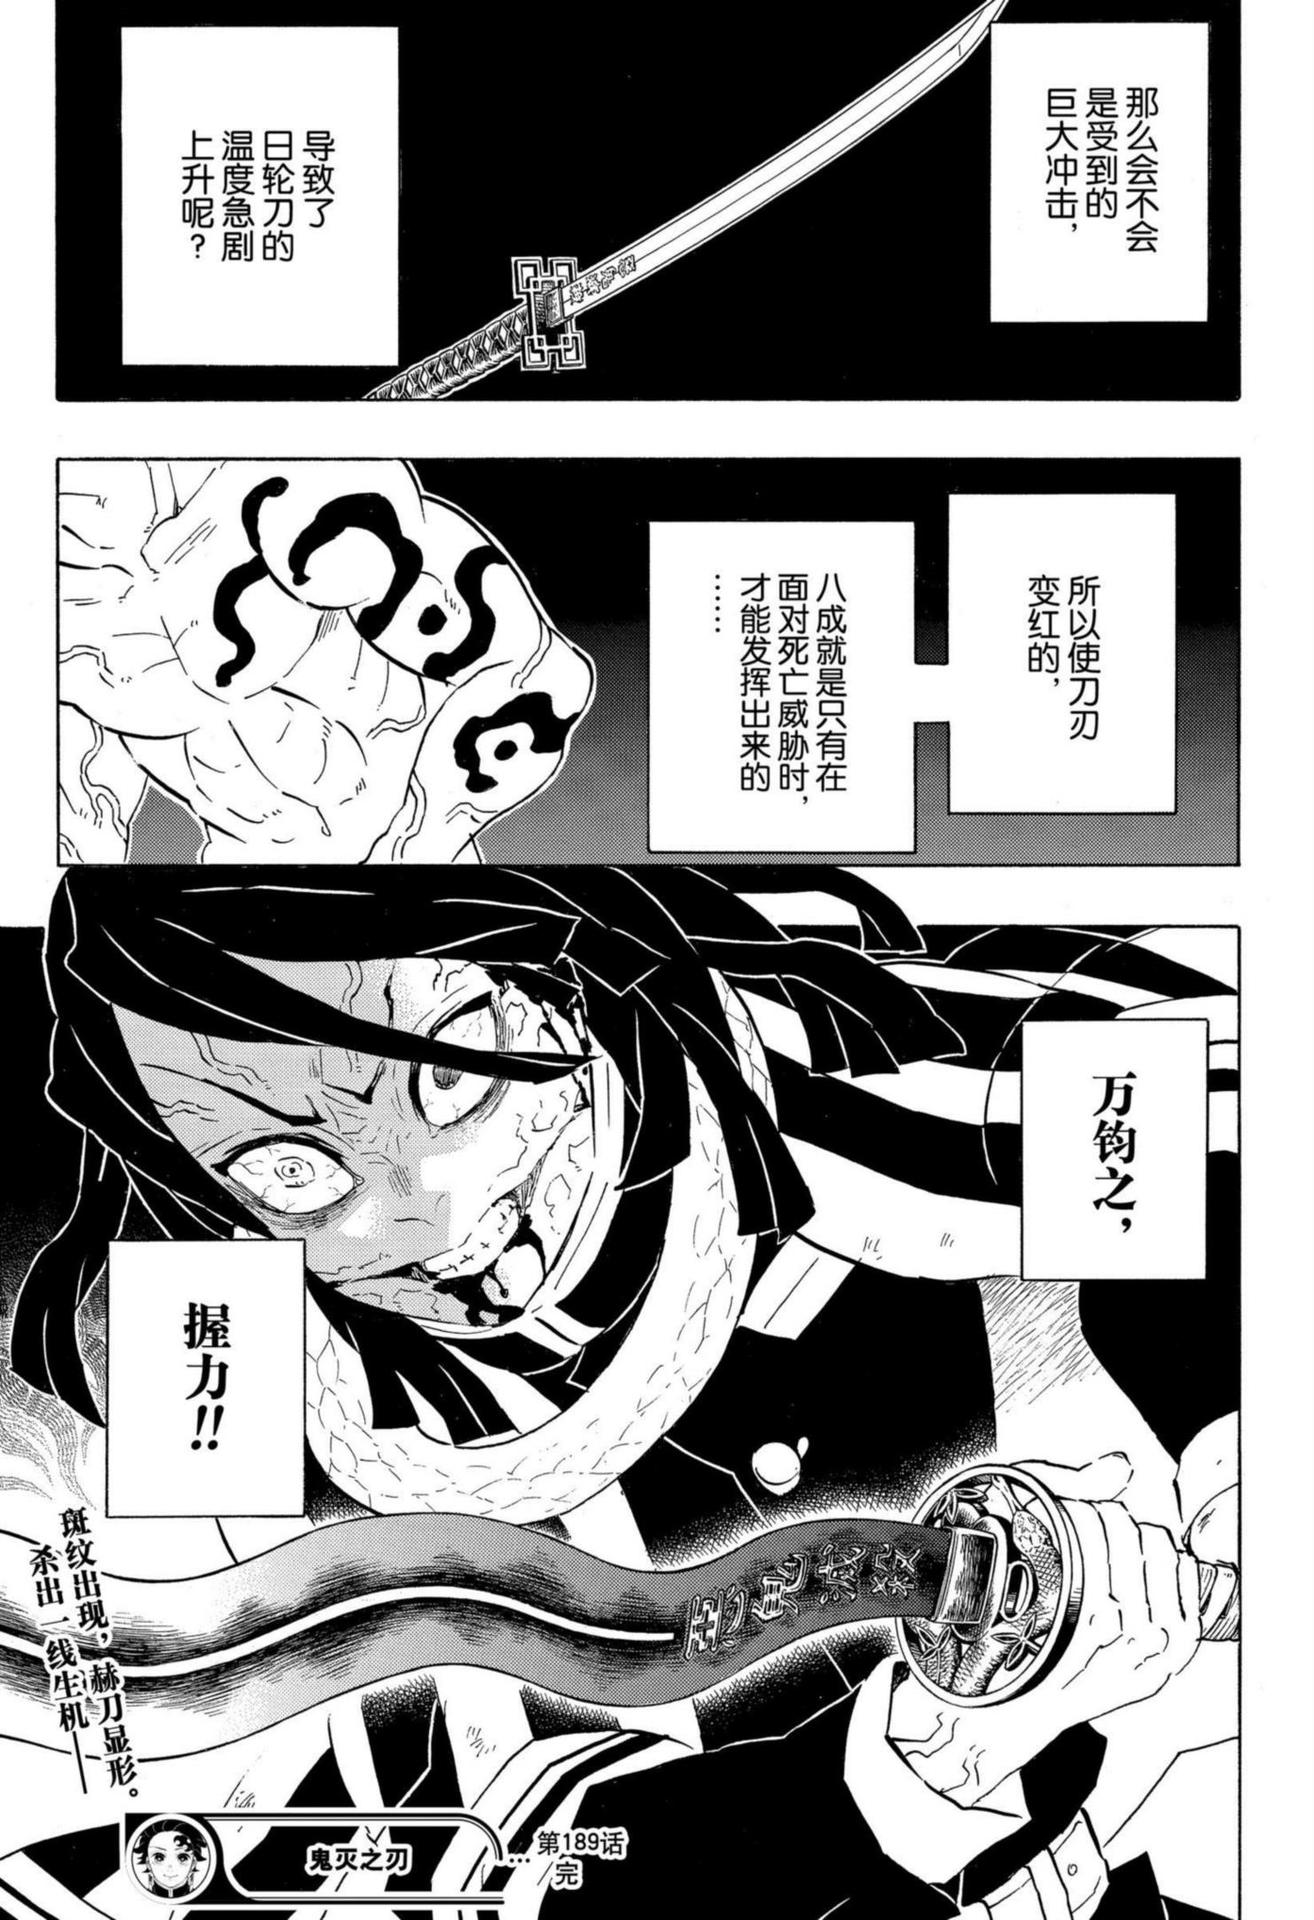 那么会不会
是受到的
巨大冲击，
导致了
日轮刀的
温度急剧
上升呢？
所以使刀刃
变红的，
八成就是只有在
面对死亡威胁时，
才能发挥出来的
……
万钧之，
握力!!
惡鬼滅殺
斑纹出现，赫刀显形。
杀出一线生机——
鬼灭之刃
… 第189话
完